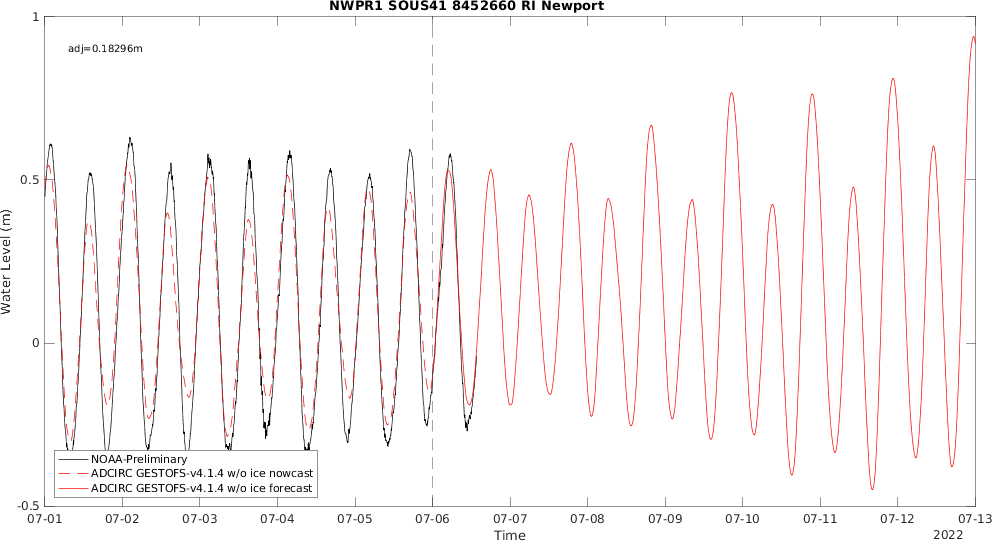 NWPR1 SOUS41 8452660 RI Newport
adj=0.18296m
Water Level (m)
1
0.5
0
-0.5
NOAA-Preliminary
ADCIRC GESTOFS-v4.1.4 w/o ice nowcast
ADCIRC GESTOFS-v4.1.4 w/o ice forecast
07-01 07-02 07-03 07-04 07-05 07-06 07-07 07-08 07-09 07-10 07-11 07-12 07-13
Time
2022